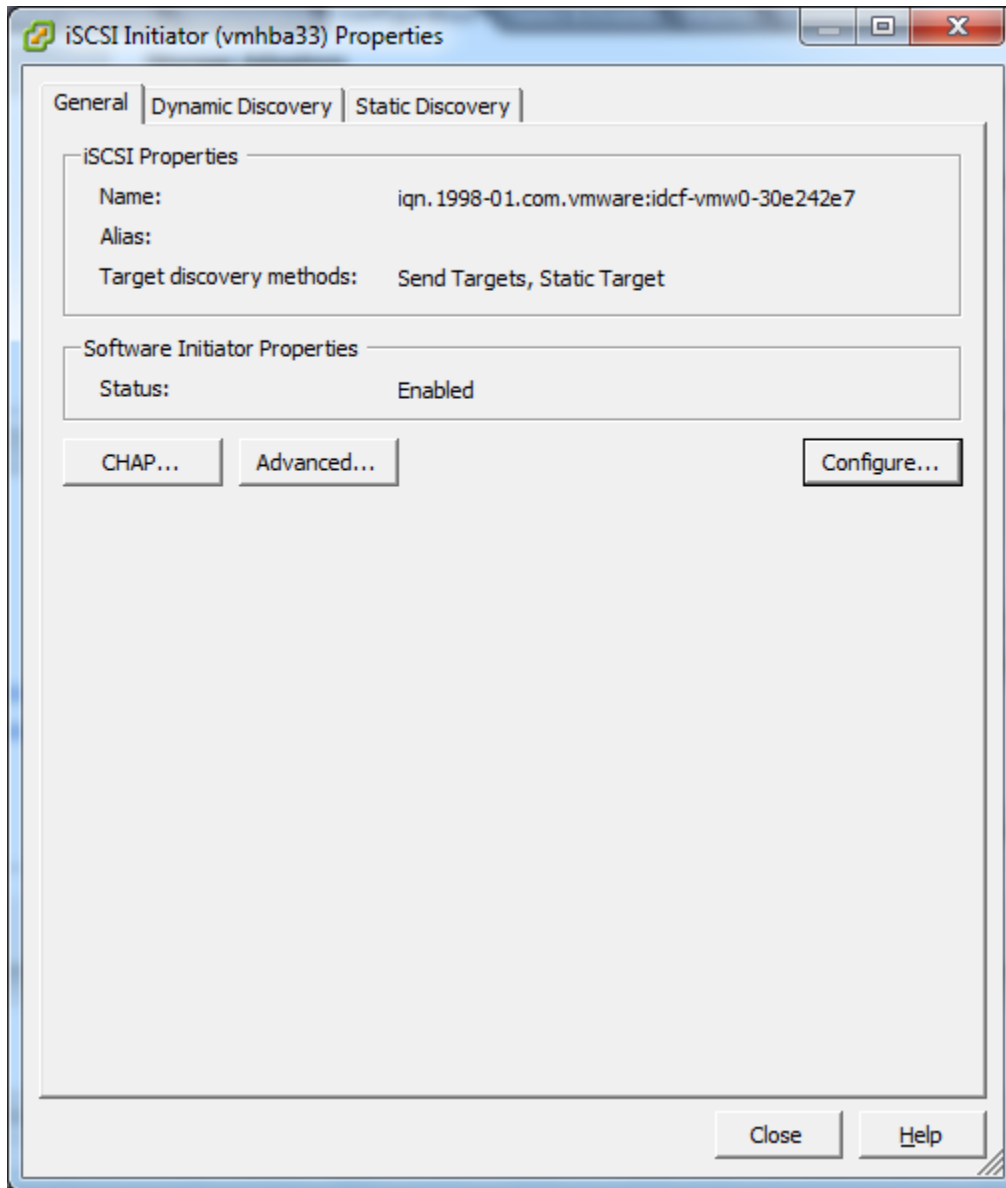 iSCSI Initiator (vmhba33) Properties
General Dynamic Discovery Static Discovery
iSCSI Properties
Name: iqn.1998-01.com.vmware:idcf-vmw0-30e242e7
Alias:
Target discovery methods: Send Targets, Static Target
Software Initiator Properties
Status: Enabled
CHAP... Advanced... Configure...
Close Help